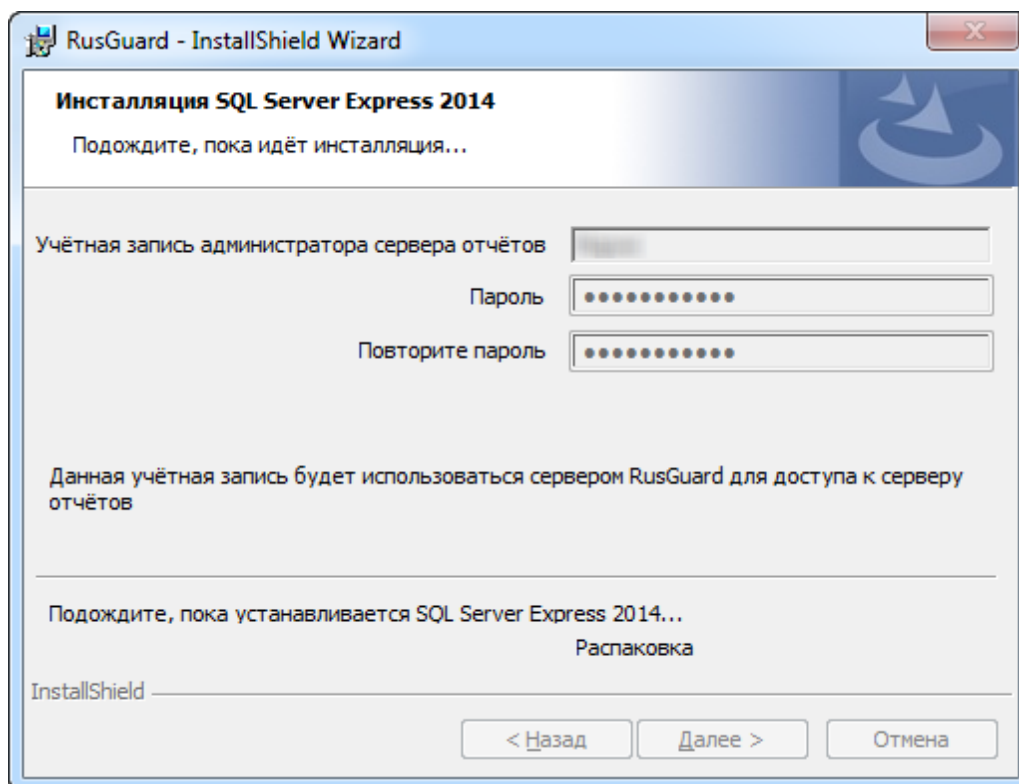 RusGuard - InstallShield Wizard
Инсталляция SQL Server Express 2014
Подождите, пока идёт инсталляция...
Учётная запись администратора сервера отчётов
Пароль
Повторите пароль
Данная учётная запись будет использоваться сервером RusGuard для доступа к серверу
отчётов
Подождите, пока устанавливается SQL Server Express 2014...
Распаковка
InstallShield
< Назад Далее > Отмена